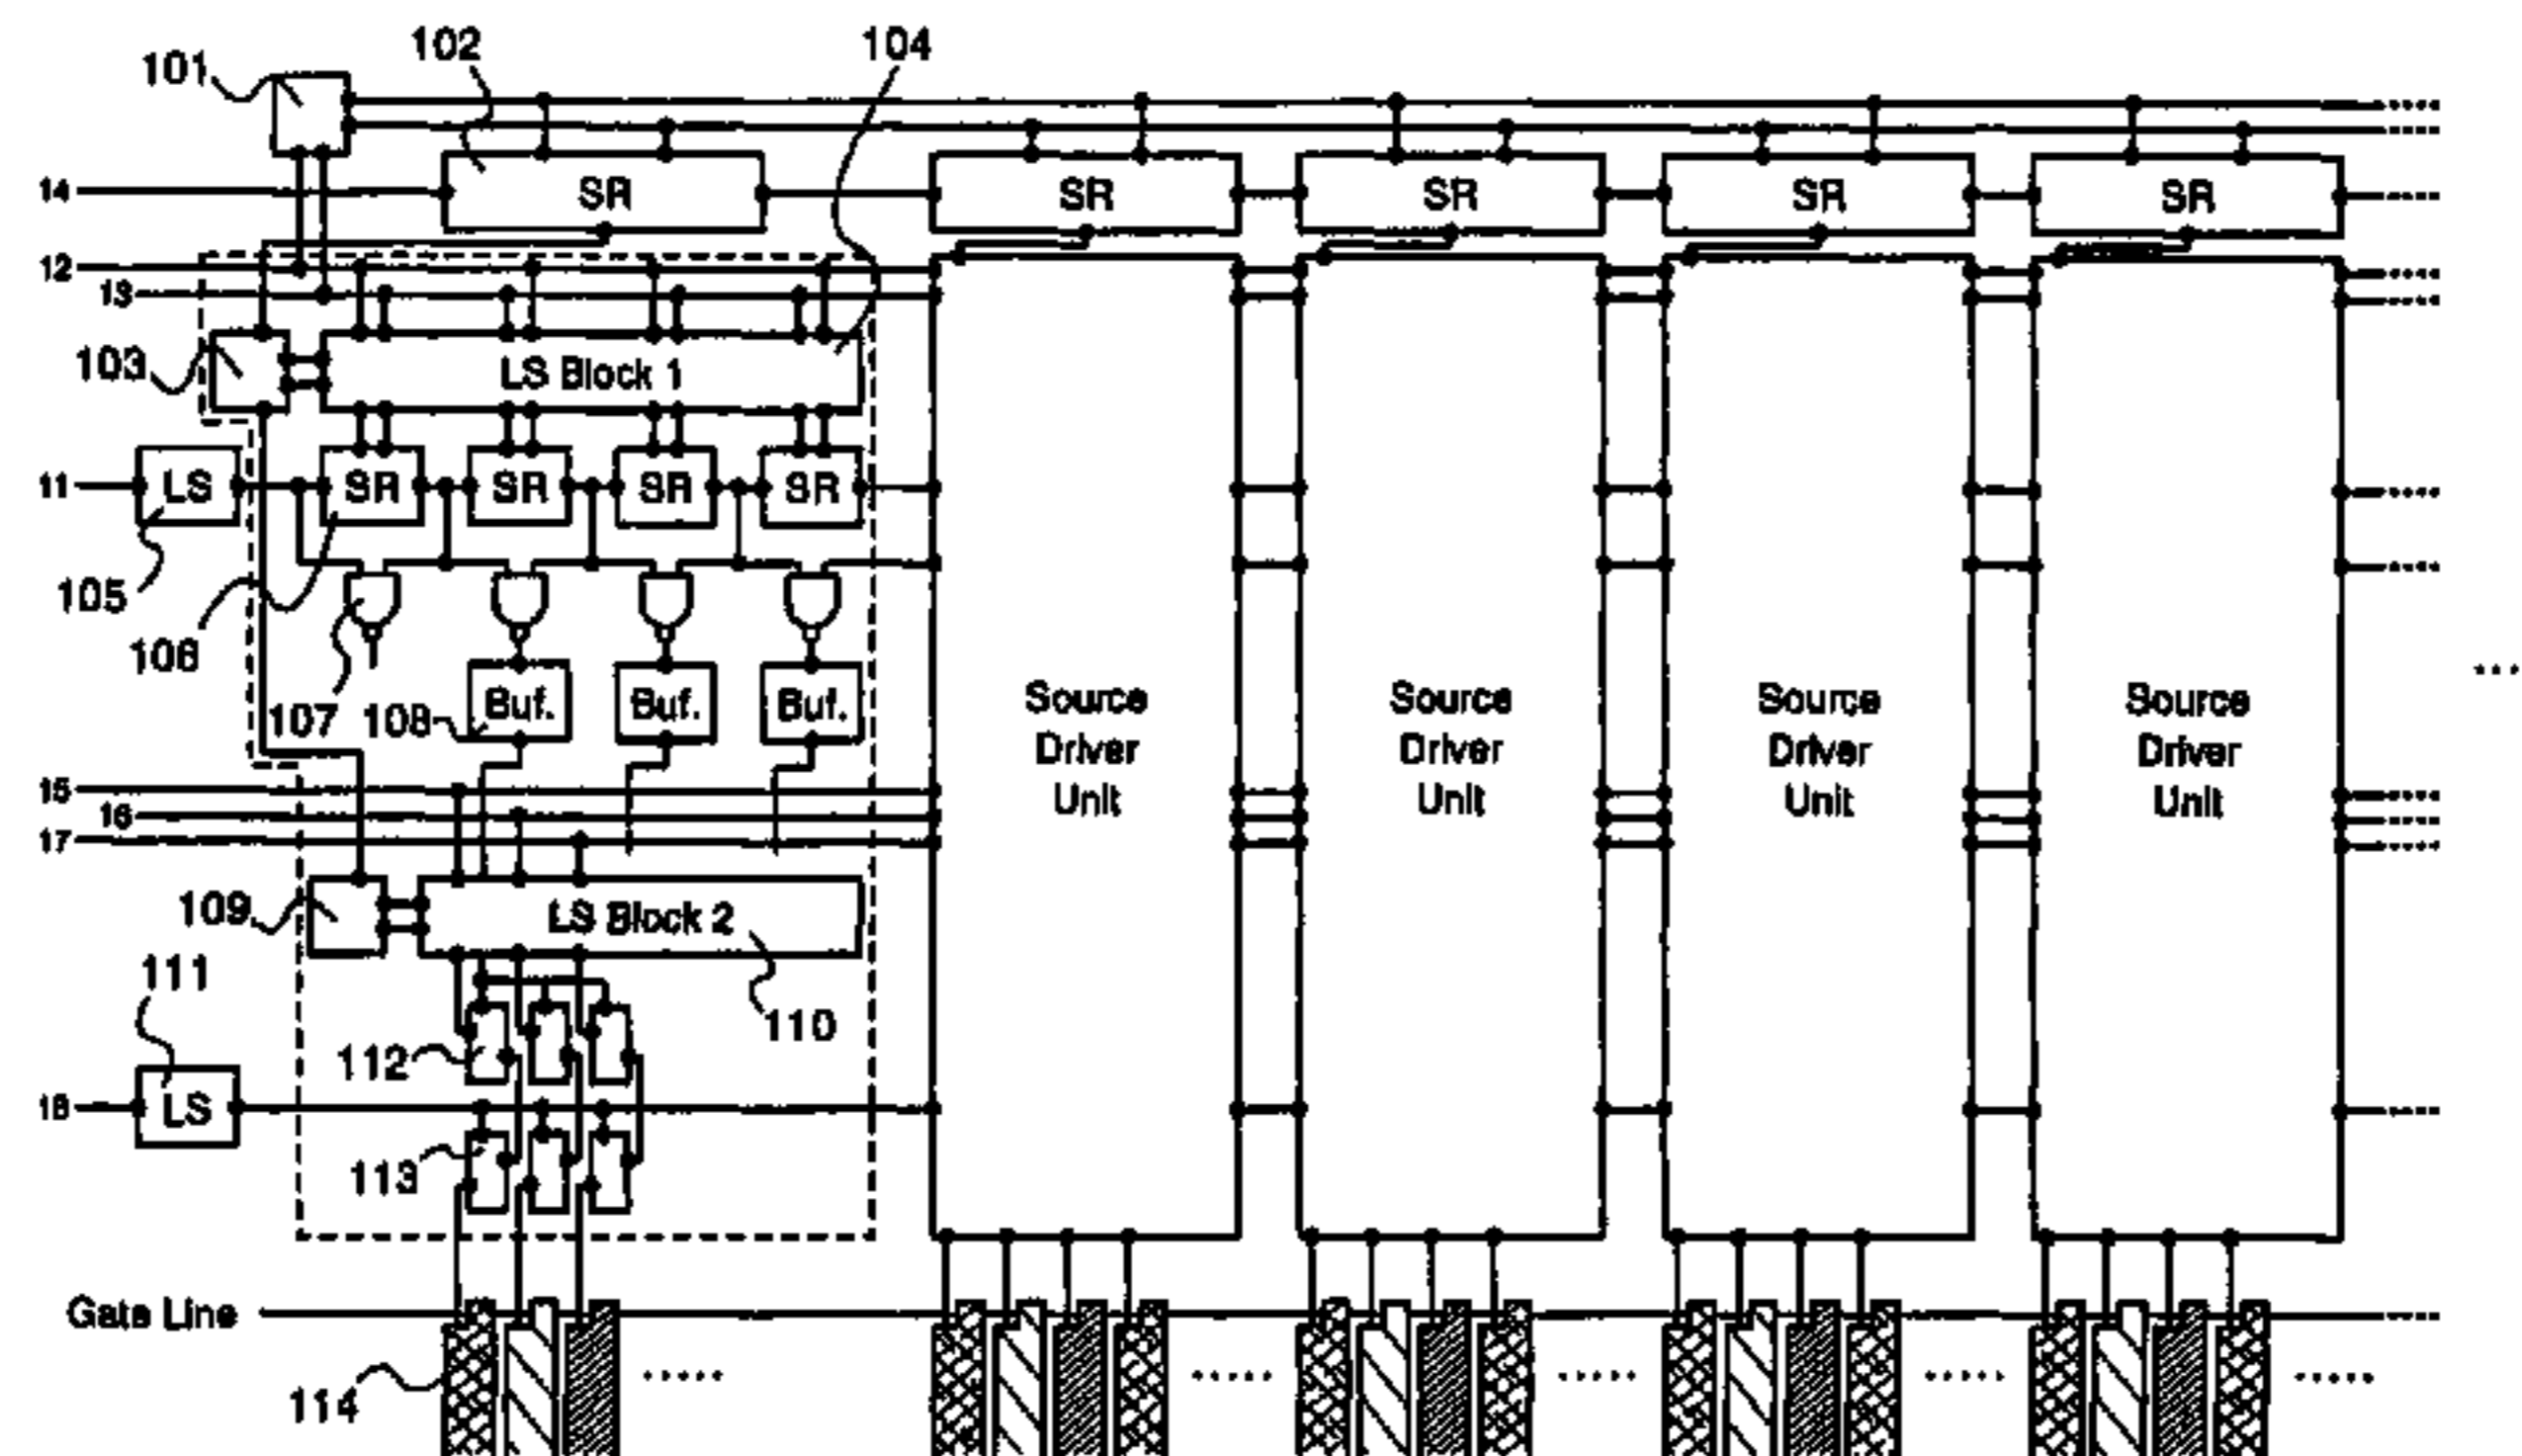 101
102
104
14
SR
SR
SR
SR
SR
12
13
103
LS Block 1
11
LS
SR
SR
SR
SR
105
106
107
108
Buf.
Buf.
Buf.
Source
Driver
Unit
Source
Driver
Unit
Source
Driver
Unit
Source
Driver
Unit
15
16
17
109
LS Block 2
111
110
112
18
LS
113
Gate Line
114